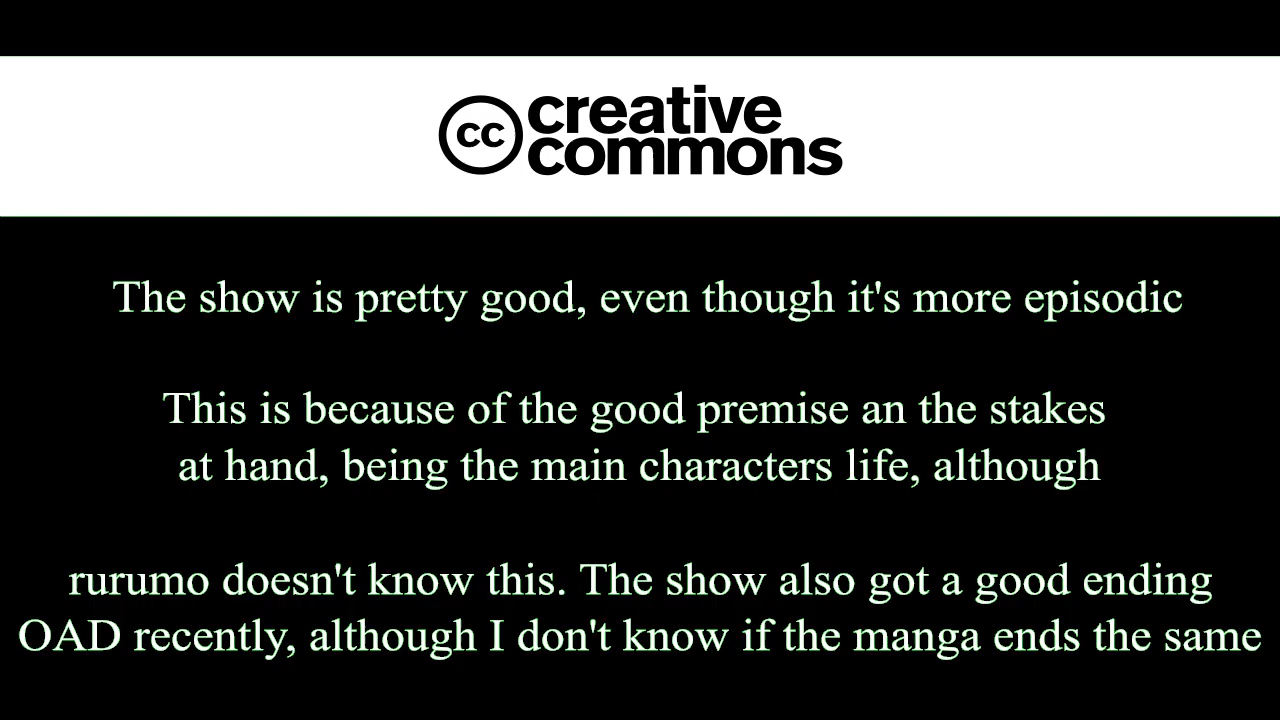 cc creative
commons
The show is pretty good, even though it's more episodic
This is because of the good premise an the stakes
at hand, being the main characters life, although
rurumo doesn't know this. The show also got a good ending
OAD recently, although I don't know if the manga ends the same